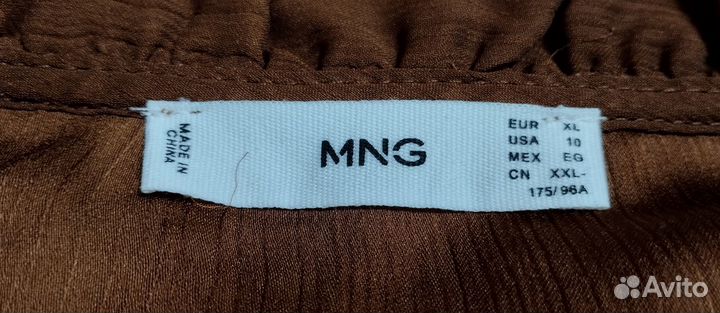 MADE IN
CHINA
MNG
EUR XL
USA 10
MEX EG
CN XXL-
175/96A
Avito